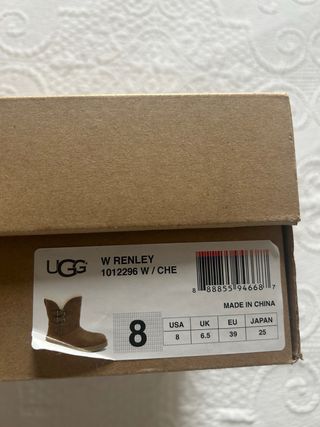 UGG
W RENLEY
1012296 W / CHE
8 88855 94668 7
MADE IN CHINA
8
USA UK EU JAPAN
8 6.5 39 25